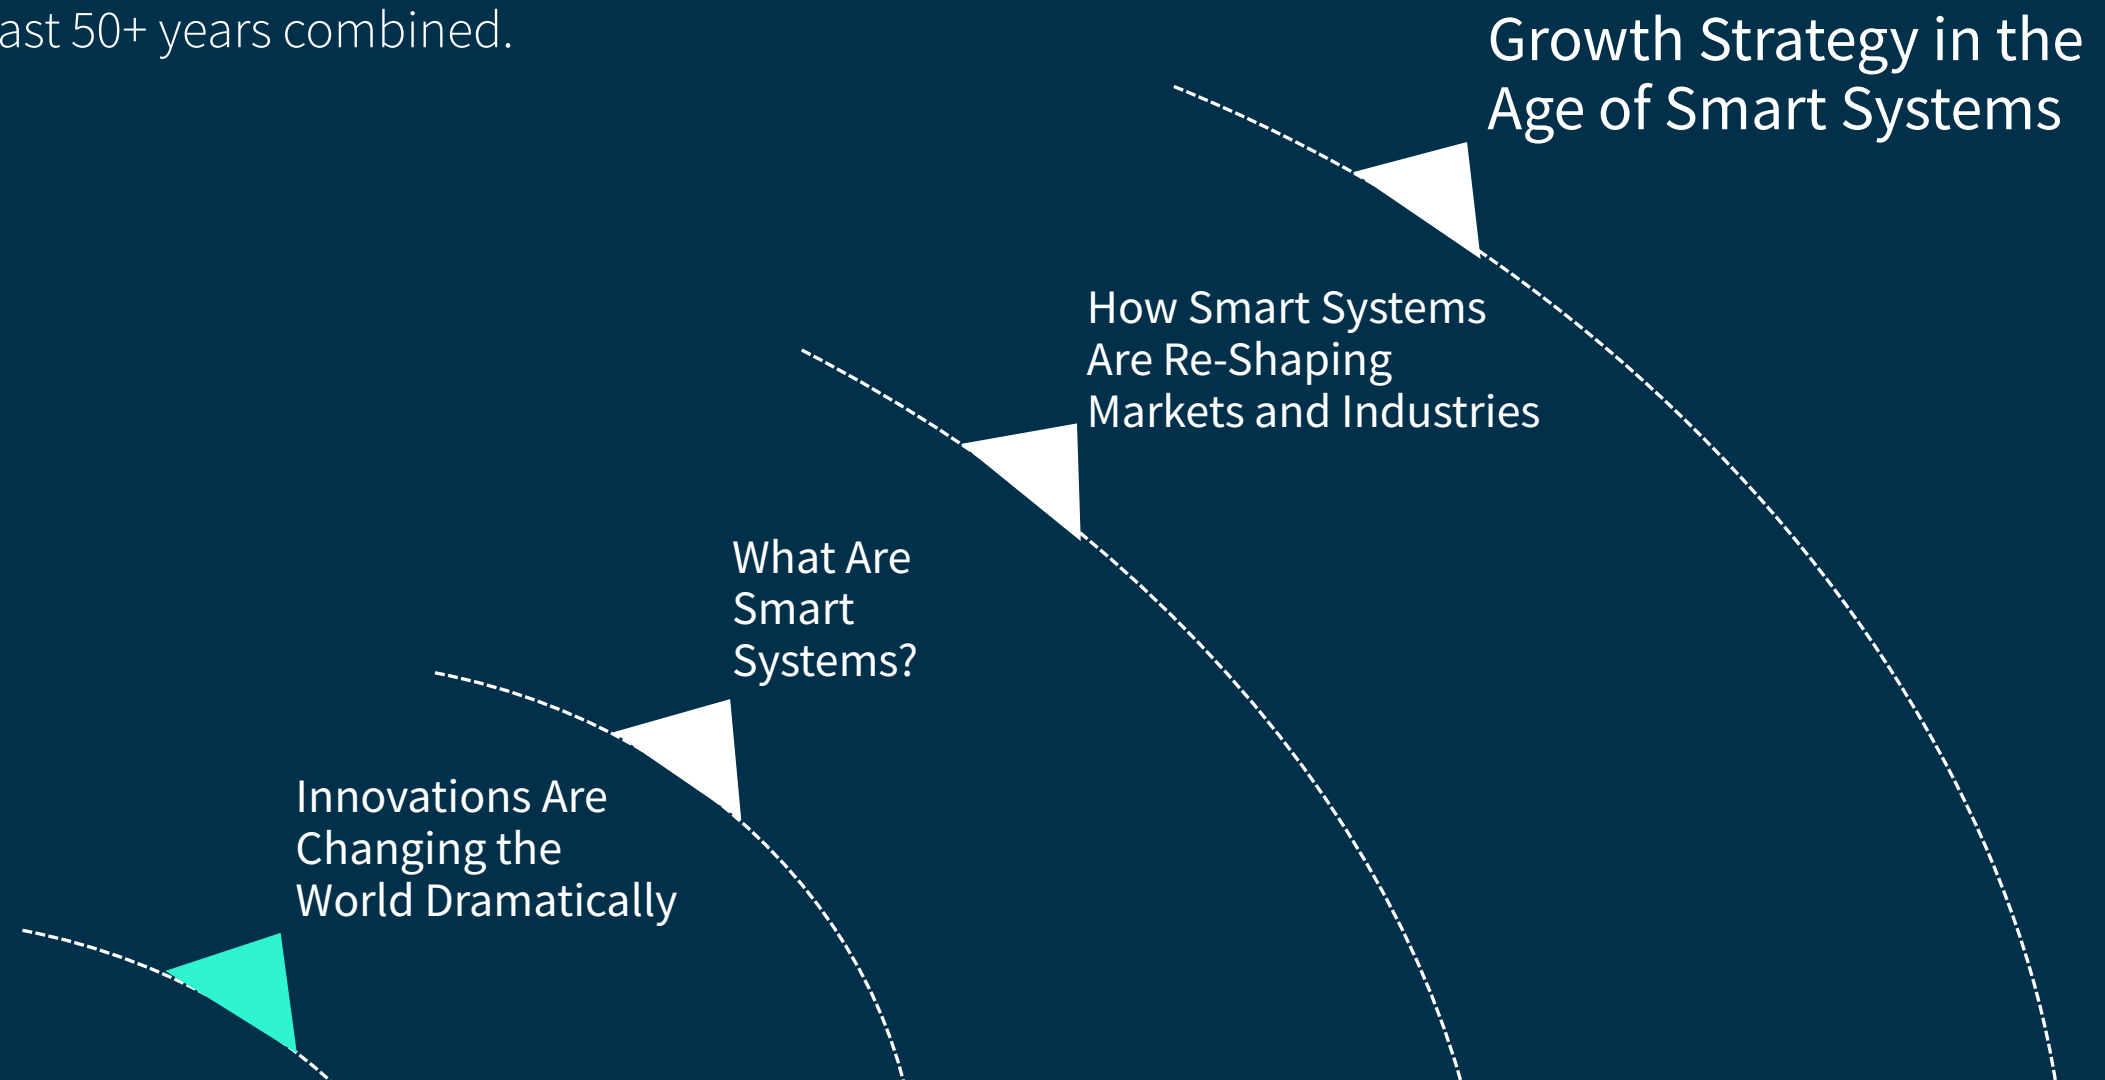 ast 50+ years combined.
Growth Strategy in the
Age of Smart Systems
How Smart Systems
Are Re-Shaping
Markets and Industries
What Are
Smart
Systems?
Innovations Are
Changing the
World Dramatically